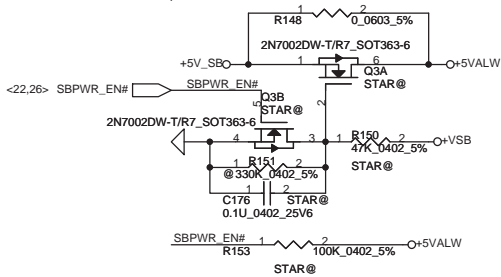 R148 0_0603_5%
2N7002DW-T/R7_SOT363-6
+5V_SB 1 6 +5VALW
Q3A
STAR@
<22,26> SBPWR_EN# SBPWR_EN#
Q3B
STAR@
5
2
2N7002DW-T/R7_SOT363-6
4 3 1 R150 2 +VSB
47K_0402_5%
STAR@
1 R151 2
@330K_0402_5%
1 2
C176 STAR@
0.1U_0402_25V6
SBPWR_EN# 1 2 +5VALW
R153 100K_0402_5%
STAR@